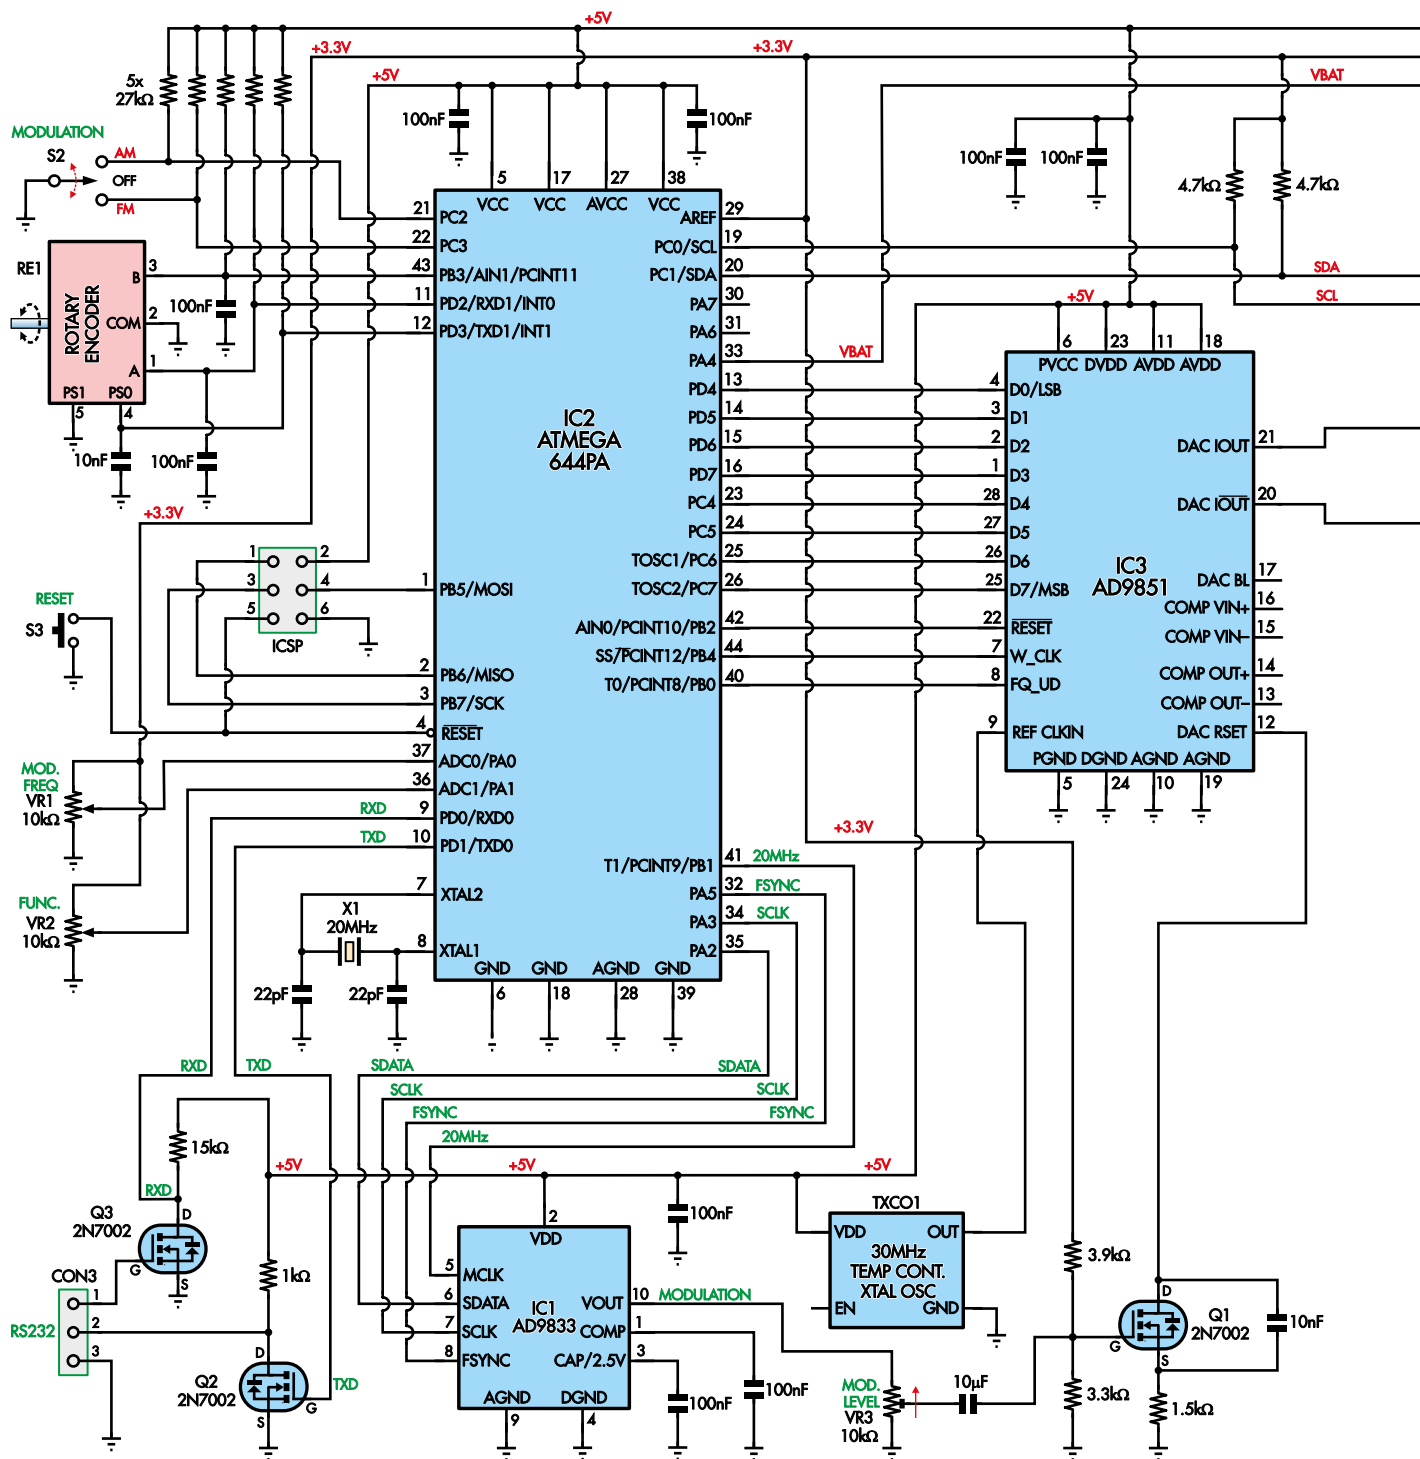 +5V
+3.3V
+3.3V
+5V
VBAT
5x
27kΩ
100nF
100nF
100nF
100nF
4.7kΩ
4.7kΩ
MODULATION
S2
AM
OFF
FM
5
17
27
38
VCC
VCC
AVCC
VCC
21
PC2
22
PC3
43
PB3/AIN1/PCINT11
11
PD2/RXD1/INT0
12
PD3/TXD1/INT1
AREF
29
PC0/SCL
19
PC1/SDA
20
PA7
30
PA6
31
PA4
33
VBAT
PD4
13
PD5
14
PD6
15
PD7
16
PC4
23
PC5
24
TOSC1/PC6
25
TOSC2/PC7
26
AIN0/PCINT10/PB2
42
SS/PCINT12/PB4
44
T0/PCINT8/PB0
40
SDA
SCL
+5V
RE1
ROTARY
ENCODER
B
3
COM
2
A
1
PS1
PS0
5
4
100nF
10nF
100nF
+3.3V
IC2
ATMEGA
644PA
6
23
11
18
PVCC
DVDD
AVDD
AVDD
4
D0/LSB
3
D1
2
D2
1
D3
28
D4
27
D5
26
D6
25
D7/MSB
22
RESET
7
W_CLK
8
FQ_UD
9
REF CLKIN
IC3
AD9851
DAC IOUT
21
DAC IOUT
20
DAC BL
17
COMP VIN+
16
COMP VIN–
15
COMP OUT+
14
COMP OUT–
13
DAC RSET
12
PGND
DGND
AGND
AGND
5
24
10
19
1
2
3
4
5
6
ICSP
RESET
S3
1
PB5/MOSI
2
PB6/MISO
3
PB7/SCK
4
RESET
37
ADC0/PA0
36
ADC1/PA1
RXD
9
PD0/RXD0
TXD
10
PD1/TXD0
7
XTAL2
8
XTAL1
MOD.
FREQ
VR1
10kΩ
FUNC.
VR2
10kΩ
X1
20MHz
22pF
22pF
T1/PCINT9/PB1
41
20MHz
PA5
32
FSYNC
PA3
34
SCLK
PA2
35
GND
GND
AGND
GND
6
18
28
39
+3.3V
RXD
TXD
SDATA
SDATA
SCLK
SCLK
FSYNC
FSYNC
20MHz
15kΩ
RXD
+5V
+5V
+5V
Q3
2N7002
D
G
S
1kΩ
CON3
RS232
1
2
3
Q2
2N7002
D
S
G
TXD
2
VDD
5
MCLK
6
SDATA
7
SCLK
8
FSYNC
IC1
AD9833
VOUT
10
COMP
1
CAP/2.5V
3
AGND
DGND
9
4
MODULATION
100nF
100nF
100nF
TXCO1
VDD
OUT
30MHz
TEMP CONT.
XTAL OSC
EN
GND
MOD.
LEVEL
VR3
10kΩ
10µF
3.9kΩ
3.3kΩ
D
G
S
Q1
2N7002
10nF
1.5kΩ